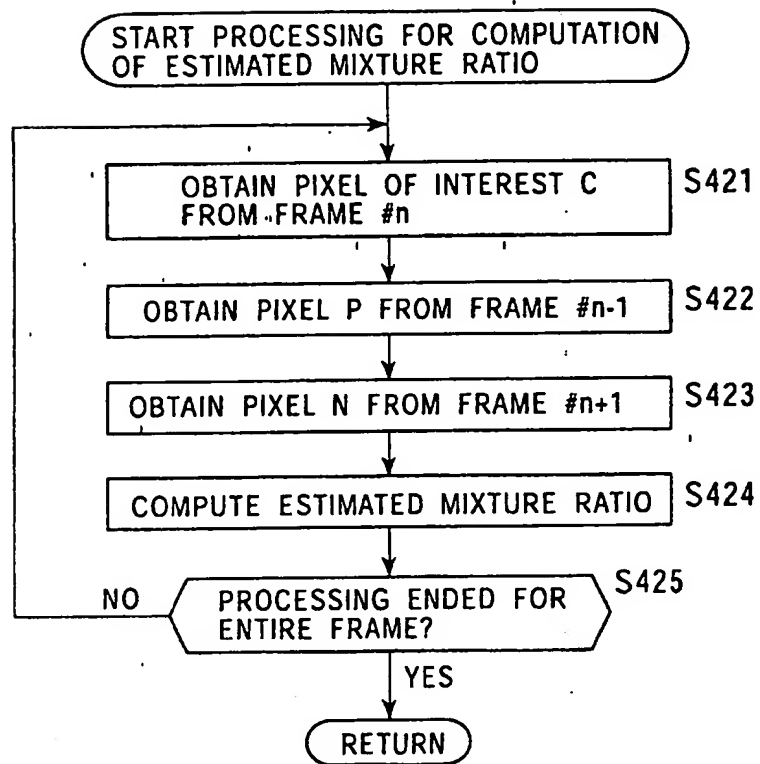 START PROCESSING FOR COMPUTATION
OF ESTIMATED MIXTURE RATIO
OBTAIN PIXEL OF INTEREST C
FROM FRAME #n
S421
OBTAIN PIXEL P FROM FRAME #n-1
S422
OBTAIN PIXEL N FROM FRAME #n+1
S423
COMPUTE ESTIMATED MIXTURE RATIO
S424
PROCESSING ENDED FOR
ENTIRE FRAME?
S425
NO
YES
RETURN